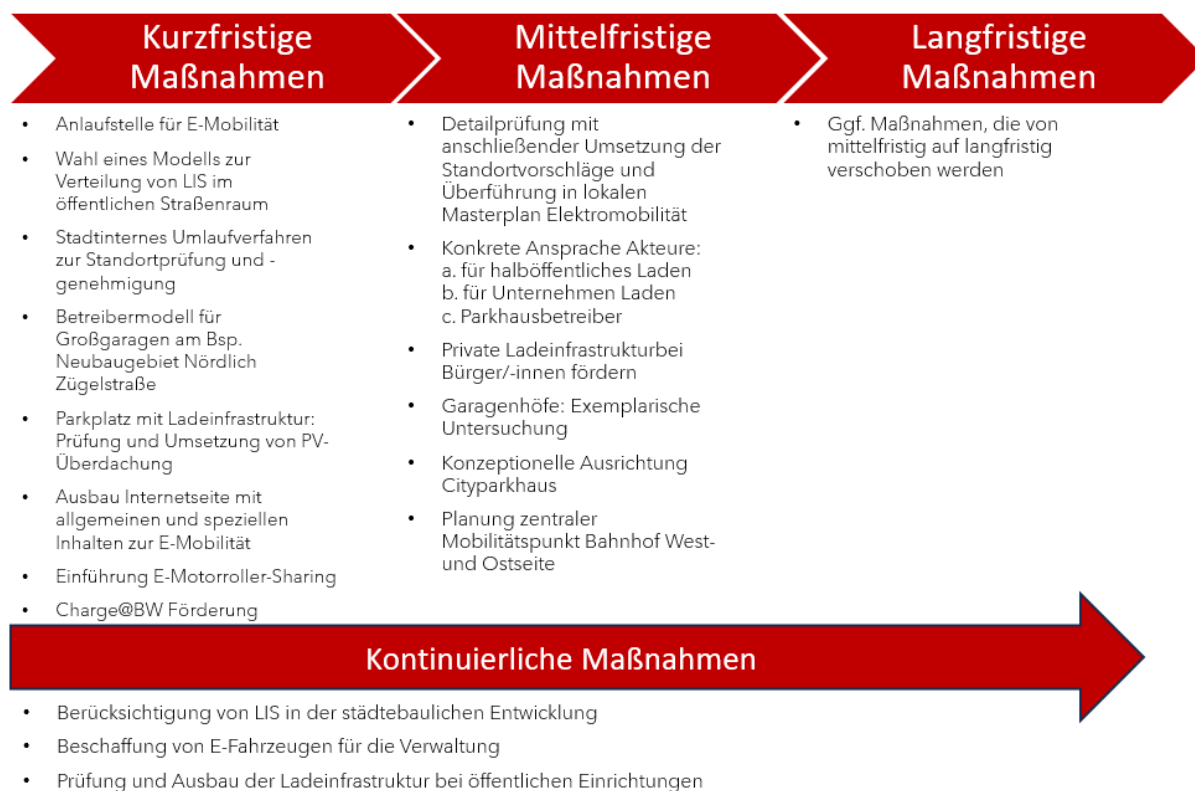 Kurzfristige
Maßnahmen
• Anlaufstelle für E-Mobilität
• Wahl eines Modells zur
Verteilung von LIS im
öffentlichen Straßenraum
• Stadtinternes Umlaufverfahren
zur Standortprüfung und -
genehmigung
• Betreibermodell für
Großgaragen am Bsp.
Neubaugebiet Nördlich
Zügelstraße
• Parkplatz mit Ladeinfrastruktur:
Prüfung und Umsetzung von PV-
Überdachung
• Ausbau Internetseite mit
allgemeinen und speziellen
Inhalten zur E-Mobilität
• Einführung E-Motorroller-Sharing
• Charge@BW Förderung
Mittelfristige
Maßnahmen
• Detailprüfung mit
anschließender Umsetzung der
Standortvorschläge und
Überführung in lokalen
Masterplan Elektromobilität
• Konkrete Ansprache Akteure:
a. für halböffentliches Laden
b. für Unternehmen Laden
c. Parkhausbetreiber
• Private Ladeinfrastrukturbei
Bürger/-innen fördern
• Garagenhöfe: Exemplarische
Untersuchung
• Konzeptionelle Ausrichtung
Cityparkhaus
• Planung zentraler
Mobilitätspunkt Bahnhof West-
und Ostseite
Langfristige
Maßnahmen
• Ggf. Maßnahmen, die von
mittelfristig auf langfristig
verschoben werden
Kontinuierliche Maßnahmen
• Berücksichtigung von LIS in der städtebaulichen Entwicklung
• Beschaffung von E-Fahrzeugen für die Verwaltung
• Prüfung und Ausbau der Ladeinfrastruktur bei öffentlichen Einrichtungen